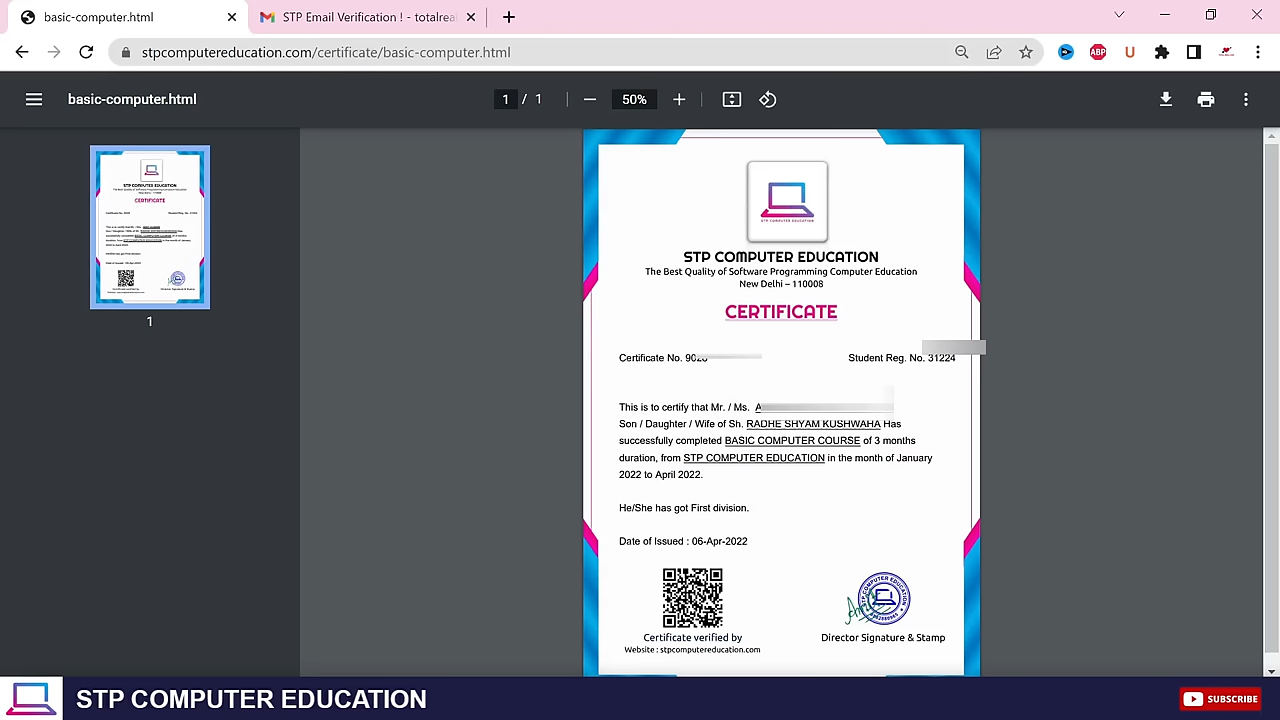 basic-computer.html
STP Email Verification ! - totalreal
stpcomputereducation.com/certificate/basic-computer.html
ABP
U
basic-computer.html
1 / 1
50%
1
STP COMPUTER EDUCATION
The Best Quality of Software Programming Computer Education
New Delhi – 110008
CERTIFICATE
Certificate No.
Student Reg. No. 31224
This is to certify that Mr. / Ms. A
Son / Daughter / Wife of Sh. RADHE SHYAM KUSHWAHA Has
successfully completed BASIC COMPUTER COURSE of 3 months
duration, from STP COMPUTER EDUCATION in the month of January
2022 to April 2022.
He/She has got First division.
Date of Issued : 06-Apr-2022
Certificate verified by
Website : stpcomputereducation.com
Director Signature & Stamp
STP COMPUTER EDUCATION
SUBSCRIBE